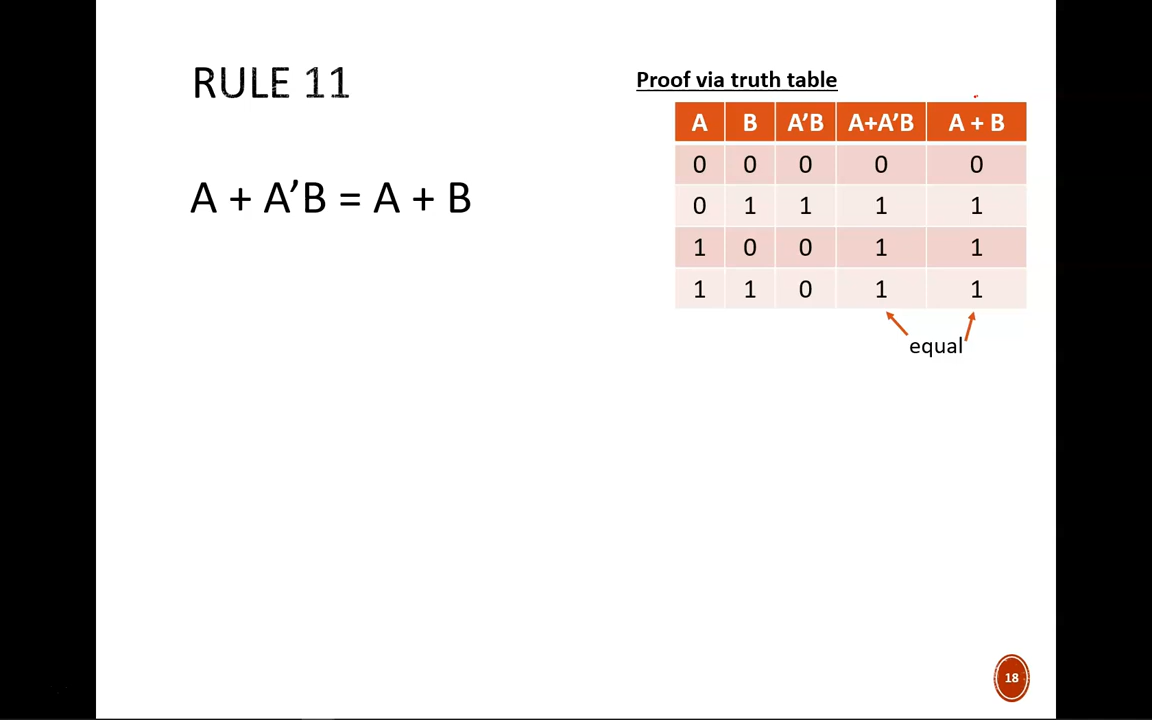 RULE 11
A + A’B = A + B
Proof via truth table
A B A’B A+A’B A + B
0 0 0 0 0
0 1 1 1 1
1 0 0 1 1
1 1 0 1 1
equal
18